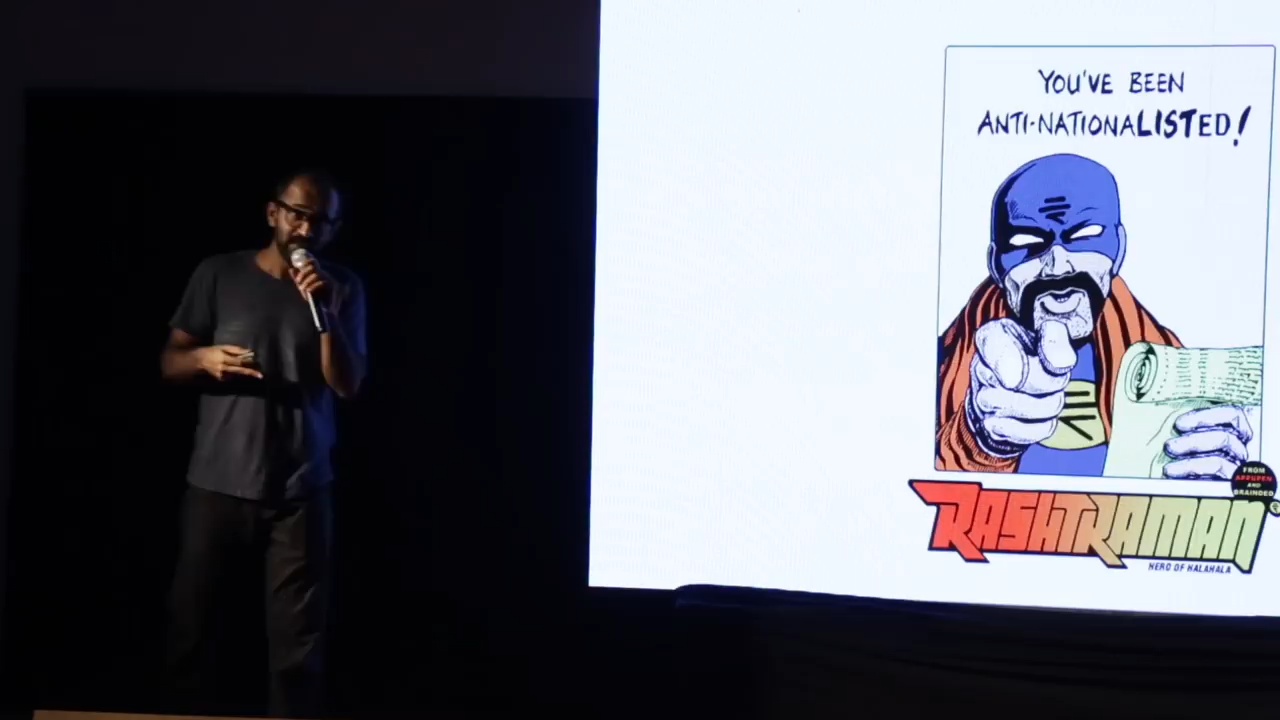 YOU'VE BEEN
ANTI-NATIONALISTED!
FROM
APPUPEN
AND
BRAINDED
RASHTRAMAN
HERO OF HALAHALA